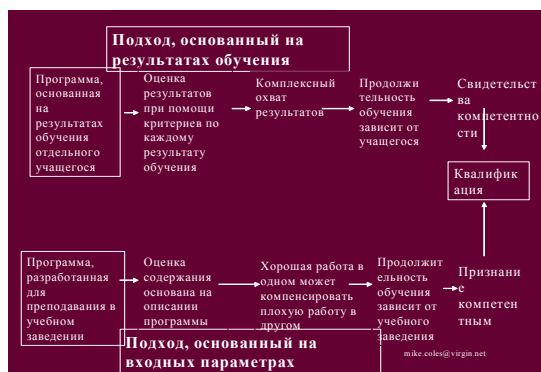 Подход, основанный на
результатах обучения
Программа,
основанная
на
результатах
обучения
отдельного
учащегося
Оценка
результатов
при помощи
критериев по
каждому
результату
обучения
Комплексный
охват
результатов
Продолжи
тельность
обучения
зависит от
учащегося
Свидетельст
ва
компетентно
сти
Квалифик
ация
Программа,
разработанная
для
преподавания в
учебном
заведении
Оценка
содержания
основана на
описании
программы
Хорошая работа в
одном может
компенсировать
плохую работу в
другом
Продолжит
ельность
обучения
зависит от
учебного
заведения
Признани
е
компетен
тным
Подход, основанный на
входных параметрах
mike.coles@virgin.net